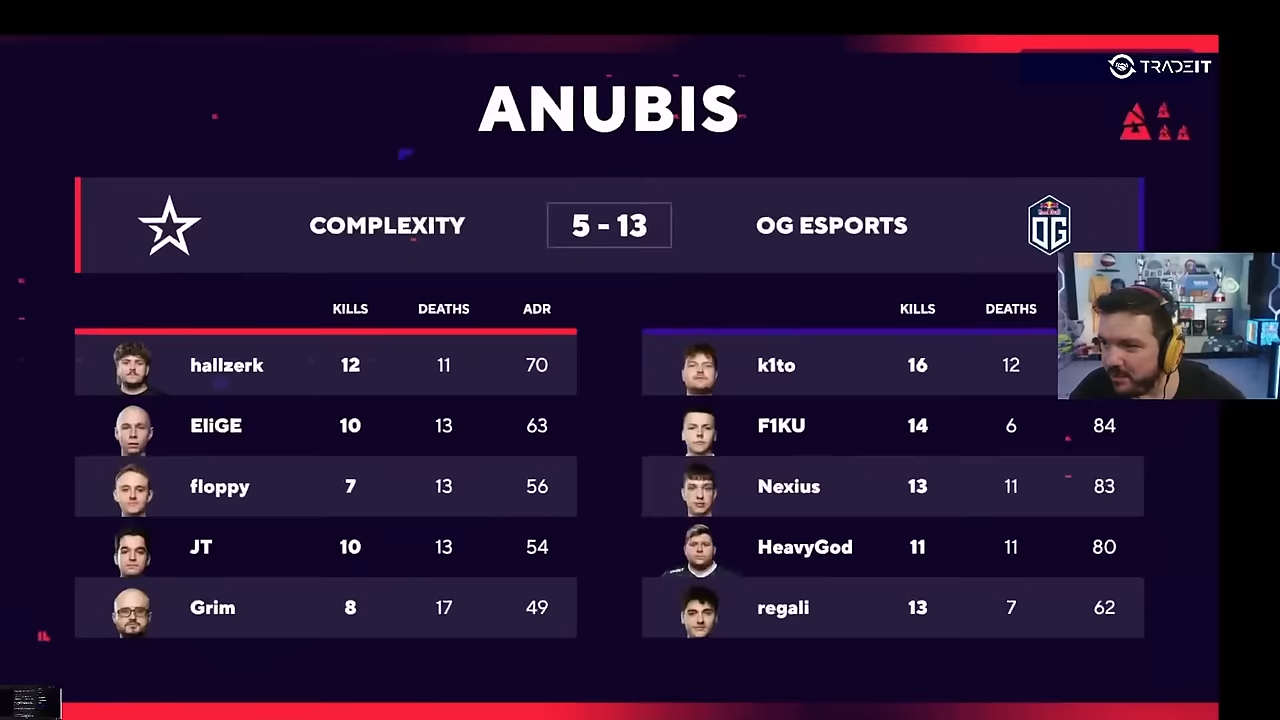 TRADEIT
ANUBIS
COMPLEXITY 5 - 13 OG ESPORTS OG
KILLS DEATHS ADR KILLS DEATHS
hallzerk 12 11 70 k1to 16 12
EliGE 10 13 63 F1KU 14 6 84
floppy 7 13 56 Nexius 13 11 83
JT 10 13 54 HeavyGod 11 11 80
Grim 8 17 49 regali 13 7 62